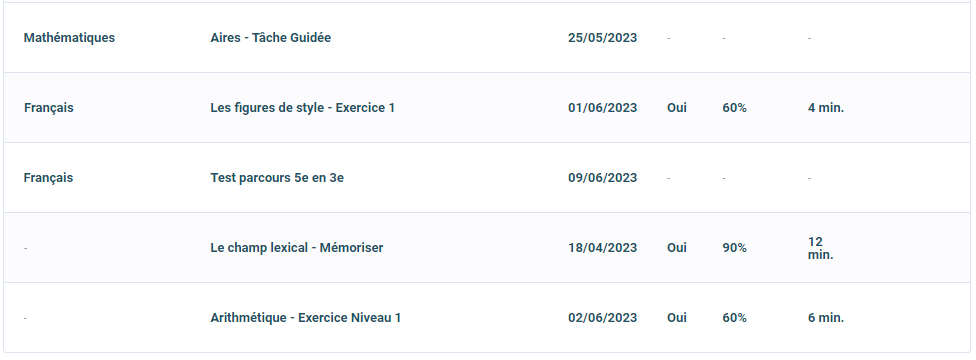 Mathématiques Aires - Tâche Guidée 25/05/2023 - - -
Français Les figures de style - Exercice 1 01/06/2023 Oui 60% 4 min.
Français Test parcours 5e en 3e 09/06/2023 - - -
- Le champ lexical - Mémoriser 18/04/2023 Oui 90% 12
min.
- Arithmétique - Exercice Niveau 1 02/06/2023 Oui 60% 6 min.